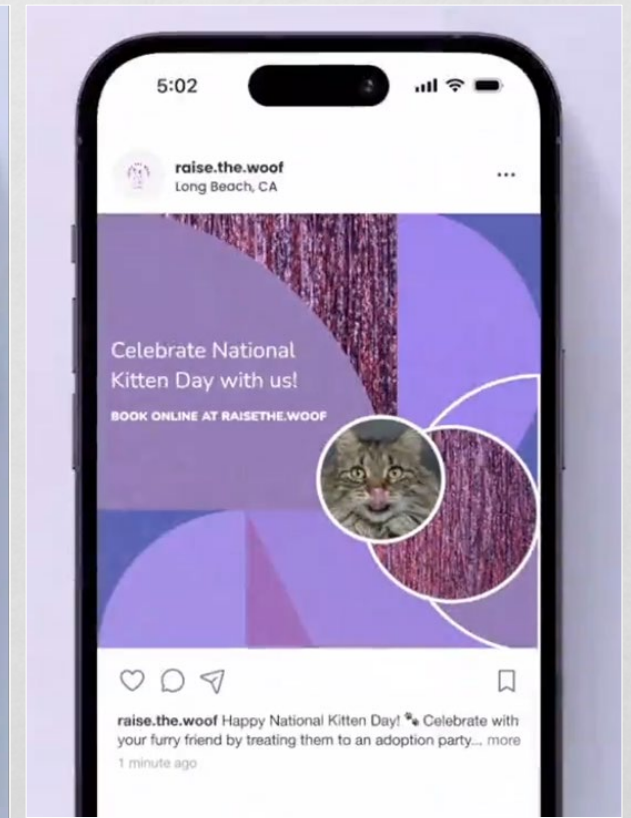 5:02
raise.the.woof
Long Beach, CA
Celebrate National
Kitten Day with us!
BOOK ONLINE AT RAISETHE.WOOF
raise.the.woof Happy National Kitten Day! 🐾 Celebrate with
your furry friend by treating them to an adoption party... more
1 minute ago